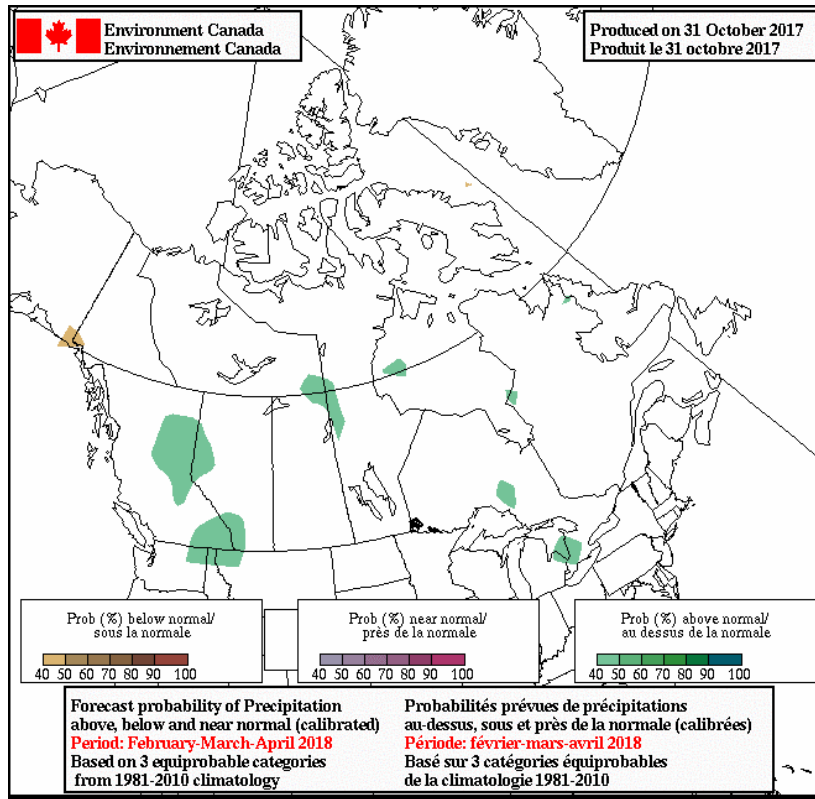 Environment Canada
Environnement Canada
Produced on 31 October 2017
Produit le 31 octobre 2017
Prob (%) below normal/
sous la normale
40 50 60 70 80 90 100
Prob (%) near normal/
près de la normale
40 50 60 70 80 90 100
Prob (%) above normal/
au dessus de la normale
40 50 60 70 80 90 100
Forecast probability of Precipitation
above, below and near normal (calibrated)
Period: February-March-April 2018
Based on 3 equiprobable categories
from 1981-2010 climatology
Probabilités prévues de précipitations
au-dessus, sous et près de la normale (calibrées)
Période: février-mars-avril 2018
Basé sur 3 catégories équiprobables
de la climatologie 1981-2010